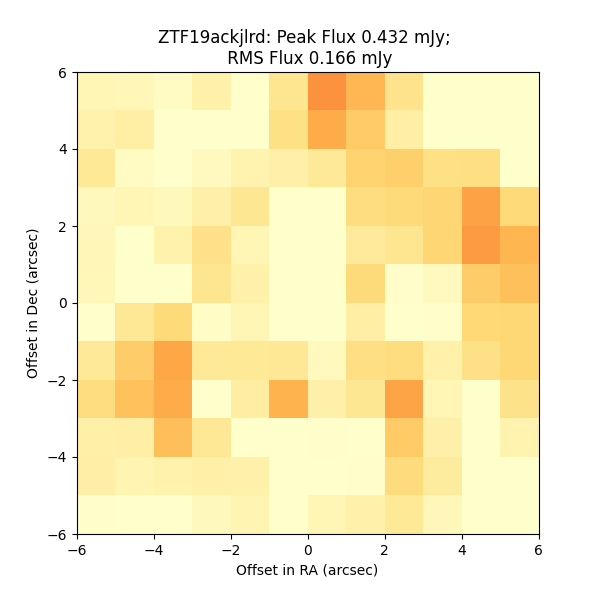 ZTF19ackjlrd: Peak Flux 0.432 mJy;
RMS Flux 0.166 mJy
6
4
2
0
−2
−4
−6
Offset in Dec (arcsec)
−6 −4 −2 0 2 4 6
Offset in RA (arcsec)